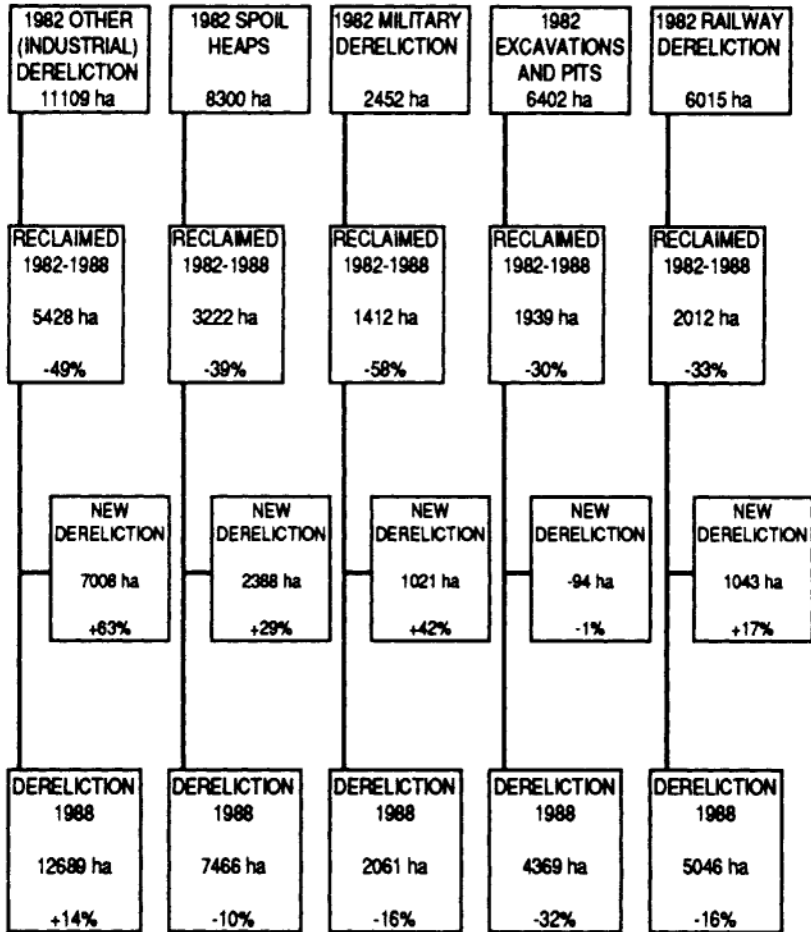 1982 OTHER
(INDUSTRIAL)
DERELICTION
11109 ha
1982 SPOIL
HEAPS
8300 ha
1982 MILITARY
DERELICTION
2452 ha
1982
EXCAVATIONS
AND PITS
6402 ha
1982 RAILWAY
DERELICTION
6015 ha
RECLAIMED
1982-1988
5428 ha
-49%
RECLAIMED
1982-1988
3222 ha
-39%
RECLAIMED
1982-1988
1412 ha
-58%
RECLAIMED
1982-1988
1939 ha
-30%
RECLAIMED
1982-1988
2012 ha
-33%
NEW
DERELICTION
7008 ha
+63%
NEW
DERELICTION
2388 ha
+29%
NEW
DERELICTION
1021 ha
+42%
NEW
DERELICTION
-94 ha
-1%
NEW
DERELICTION
1043 ha
+17%
DERELICTION
1988
12689 ha
+14%
DERELICTION
1988
7466 ha
-10%
DERELICTION
1988
2061 ha
-16%
DERELICTION
1988
4369 ha
-32%
DERELICTION
1988
5046 ha
-16%